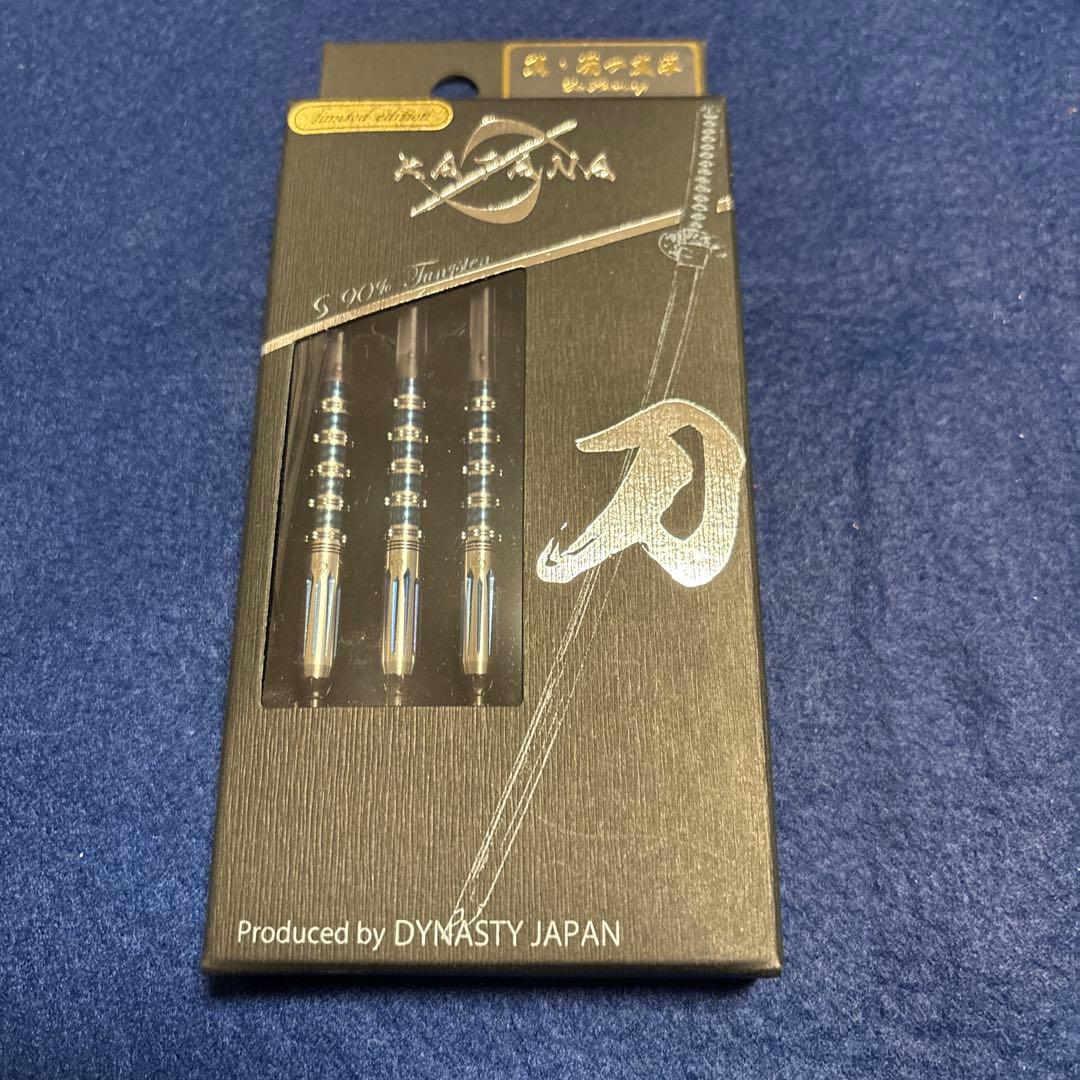 limited edition
KATANA
90% Tungsten
刀
Produced by DYNASTY JAPAN